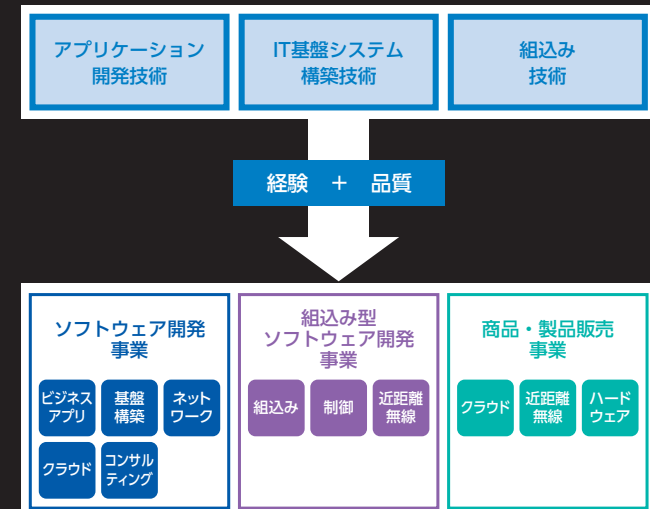 アプリケーション
開発技術
IT基盤システム
構築技術
組込み
技術
経験 + 品質
ソフトウェア開発
事業
ビジネス
アプリ
基盤
構築
ネット
ワーク
クラウド
コンサル
ティング
組込み型
ソフトウェア開発
事業
組込み
制御
近距離
無線
商品・製品販売
事業
クラウド
近距離
無線
ハード
ウェア